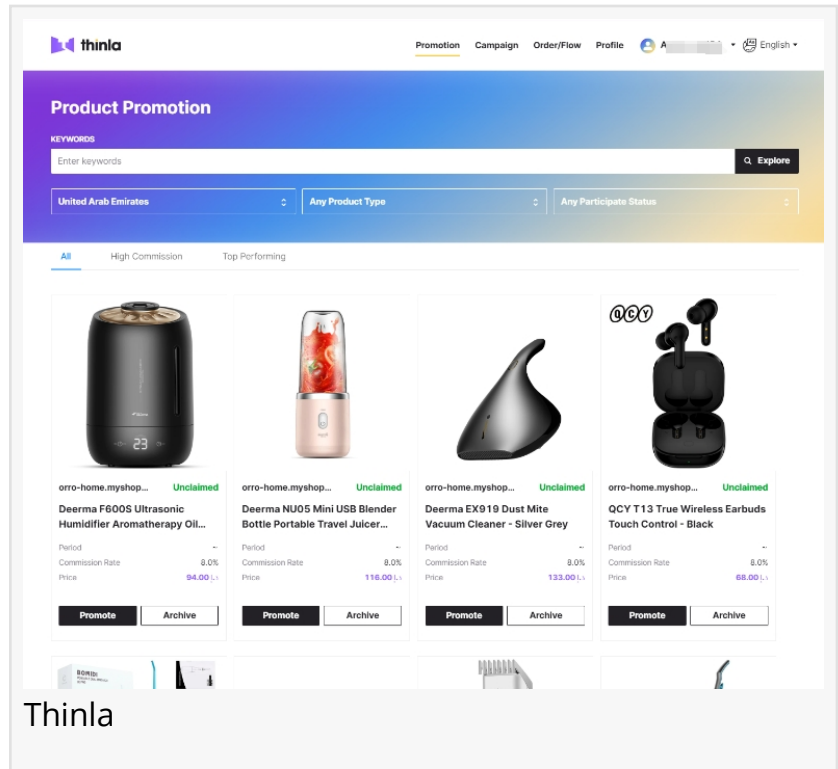 thinla
Promotion Campaign Order/Flow Profile A English
Product Promotion
KEYWORDS
Enter keywords
Explore
United Arab Emirates Any Product Type Any Participate Status
All High Commission Top Performing
23
QCY
orro-home.myshop... Unclaimed
Deerma F600S Ultrasonic
Humidifier Aromatherapy Oil...
Period ~
Commission Rate 8.0%
Price 94.00 د.إ
Promote Archive
orro-home.myshop... Unclaimed
Deerma NU05 Mini USB Blender
Bottle Portable Travel Juicer...
Period ~
Commission Rate 8.0%
Price 116.00 د.إ
Promote Archive
orro-home.myshop... Unclaimed
Deerma EX919 Dust Mite
Vacuum Cleaner - Silver Grey
Period ~
Commission Rate 8.0%
Price 133.00 د.إ
Promote Archive
orro-home.myshop... Unclaimed
QCY T13 True Wireless Earbuds
Touch Control - Black
Period ~
Commission Rate 8.0%
Price 68.00 د.إ
Promote Archive
BOMIDI
Thinla